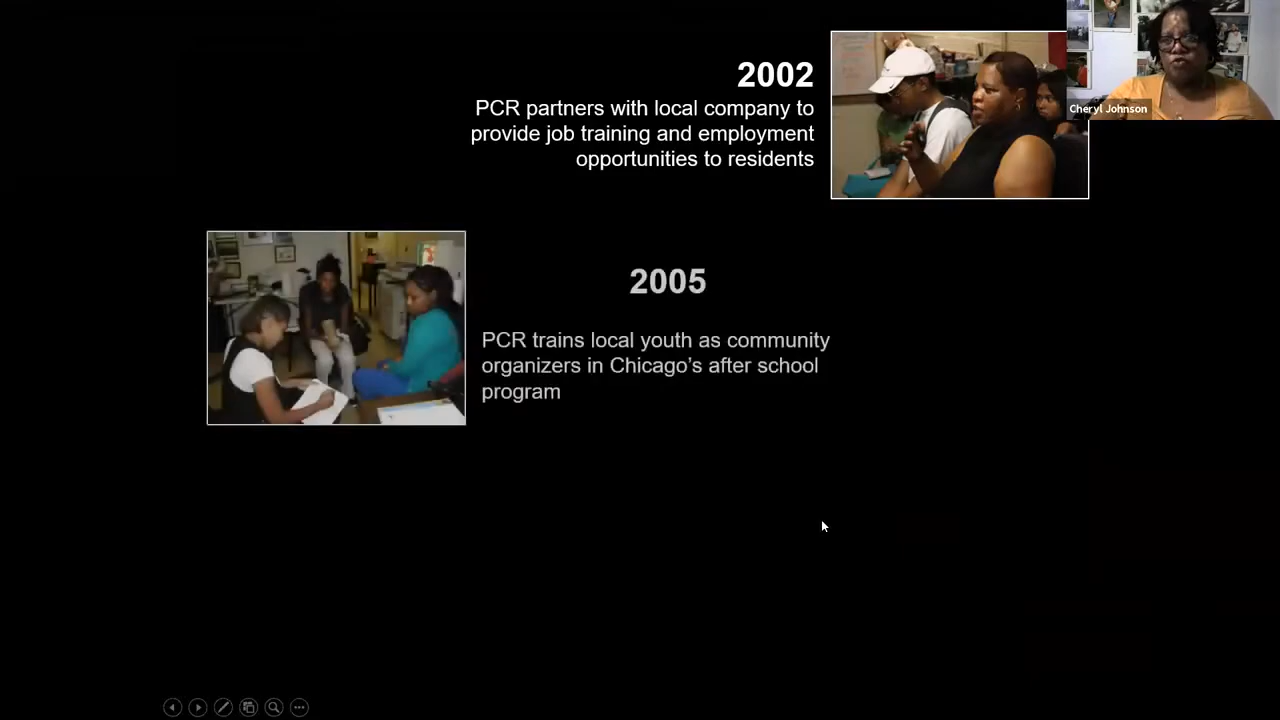 2002
PCR partners with local company to
provide job training and employment
opportunities to residents
Cheryl Johnson
2005
PCR trains local youth as community
organizers in Chicago’s after school
program